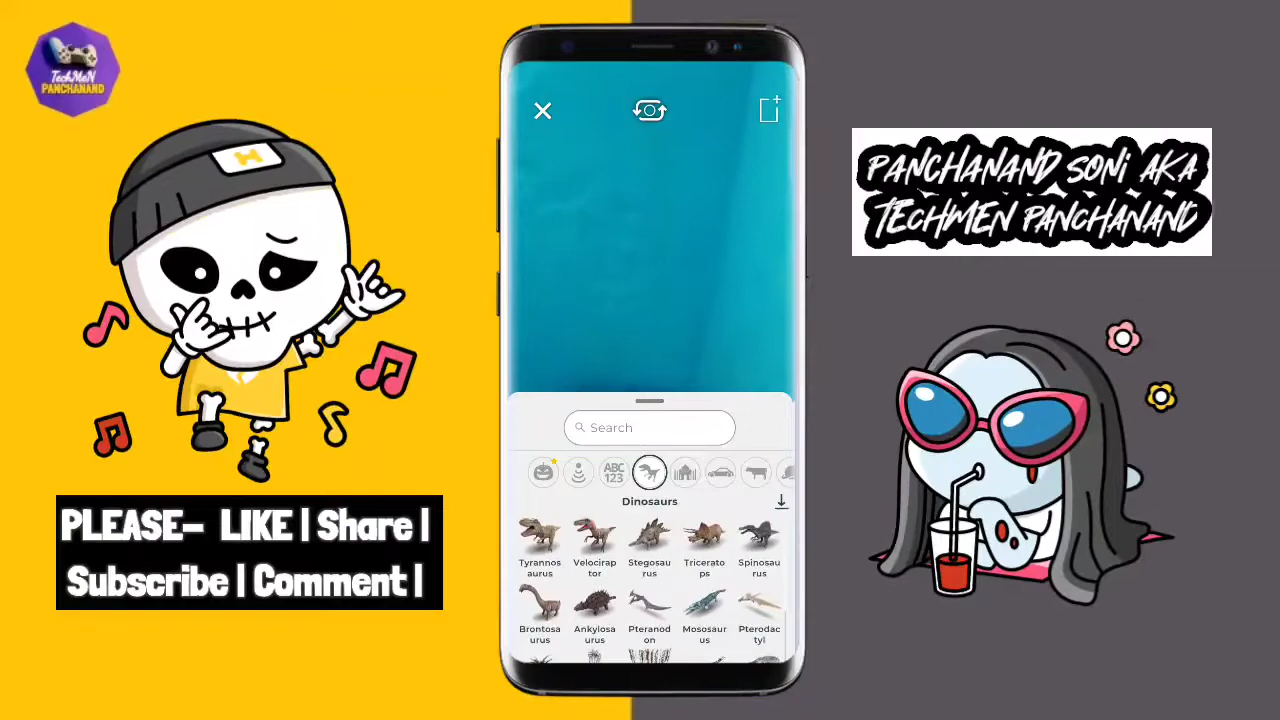 TechMeN
PANCHANAND
H
PANCHANAND SONi AKA
TECHMEN PANCHANAND
PLEASE- LIKE | Share |
Subscribe | Comment |
Search
ABC
123
Dinosaurs
Tyrannos
aurus
Velocirap
tor
Stegosau
rus
Tricerato
ps
Spinosau
rus
Brontosa
urus
Ankylosa
urus
Pteranod
on
Mososaur
us
Pterodac
tyl